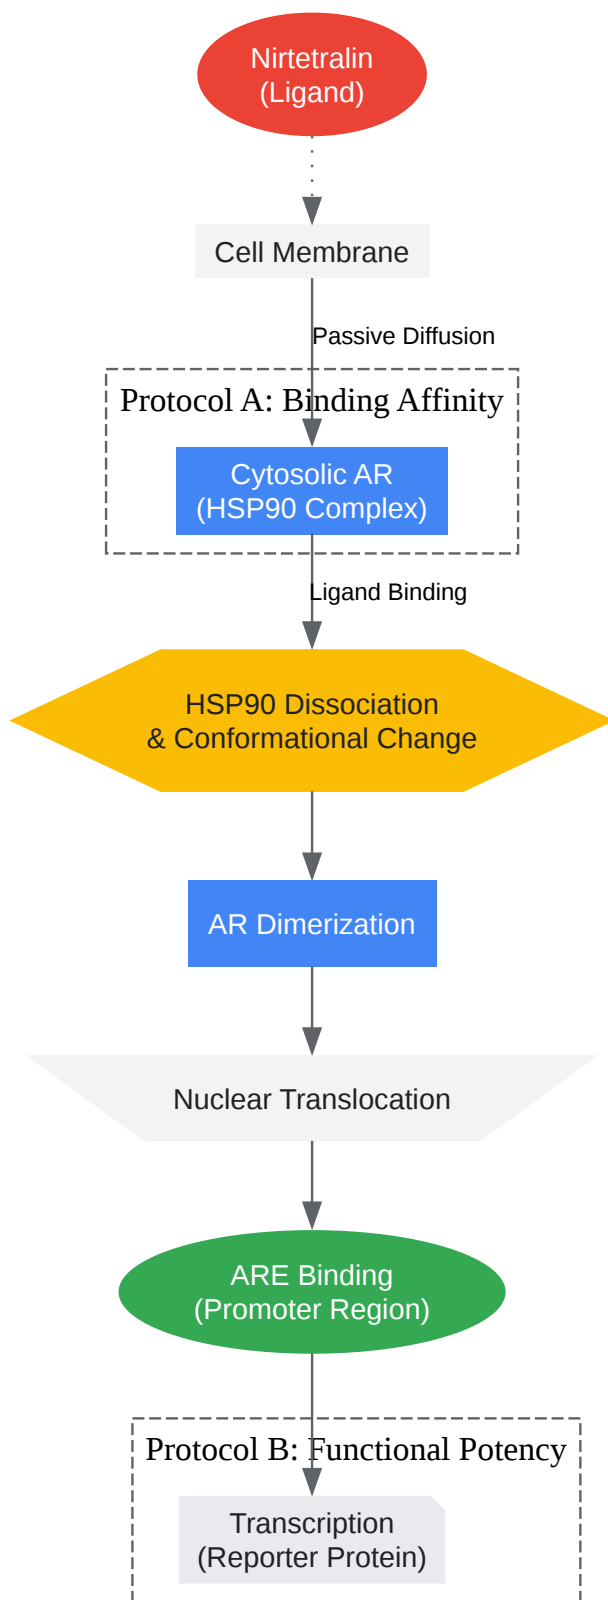 Nirtetralin
(Ligand)
Cell Membrane
Passive Diffusion
Protocol A: Binding Affinity
Cytosolic AR
(HSP90 Complex)
Ligand Binding
HSP90 Dissociation
& Conformational Change
AR Dimerization
Nuclear Translocation
ARE Binding
(Promoter Region)
Protocol B: Functional Potency
Transcription
(Reporter Protein)